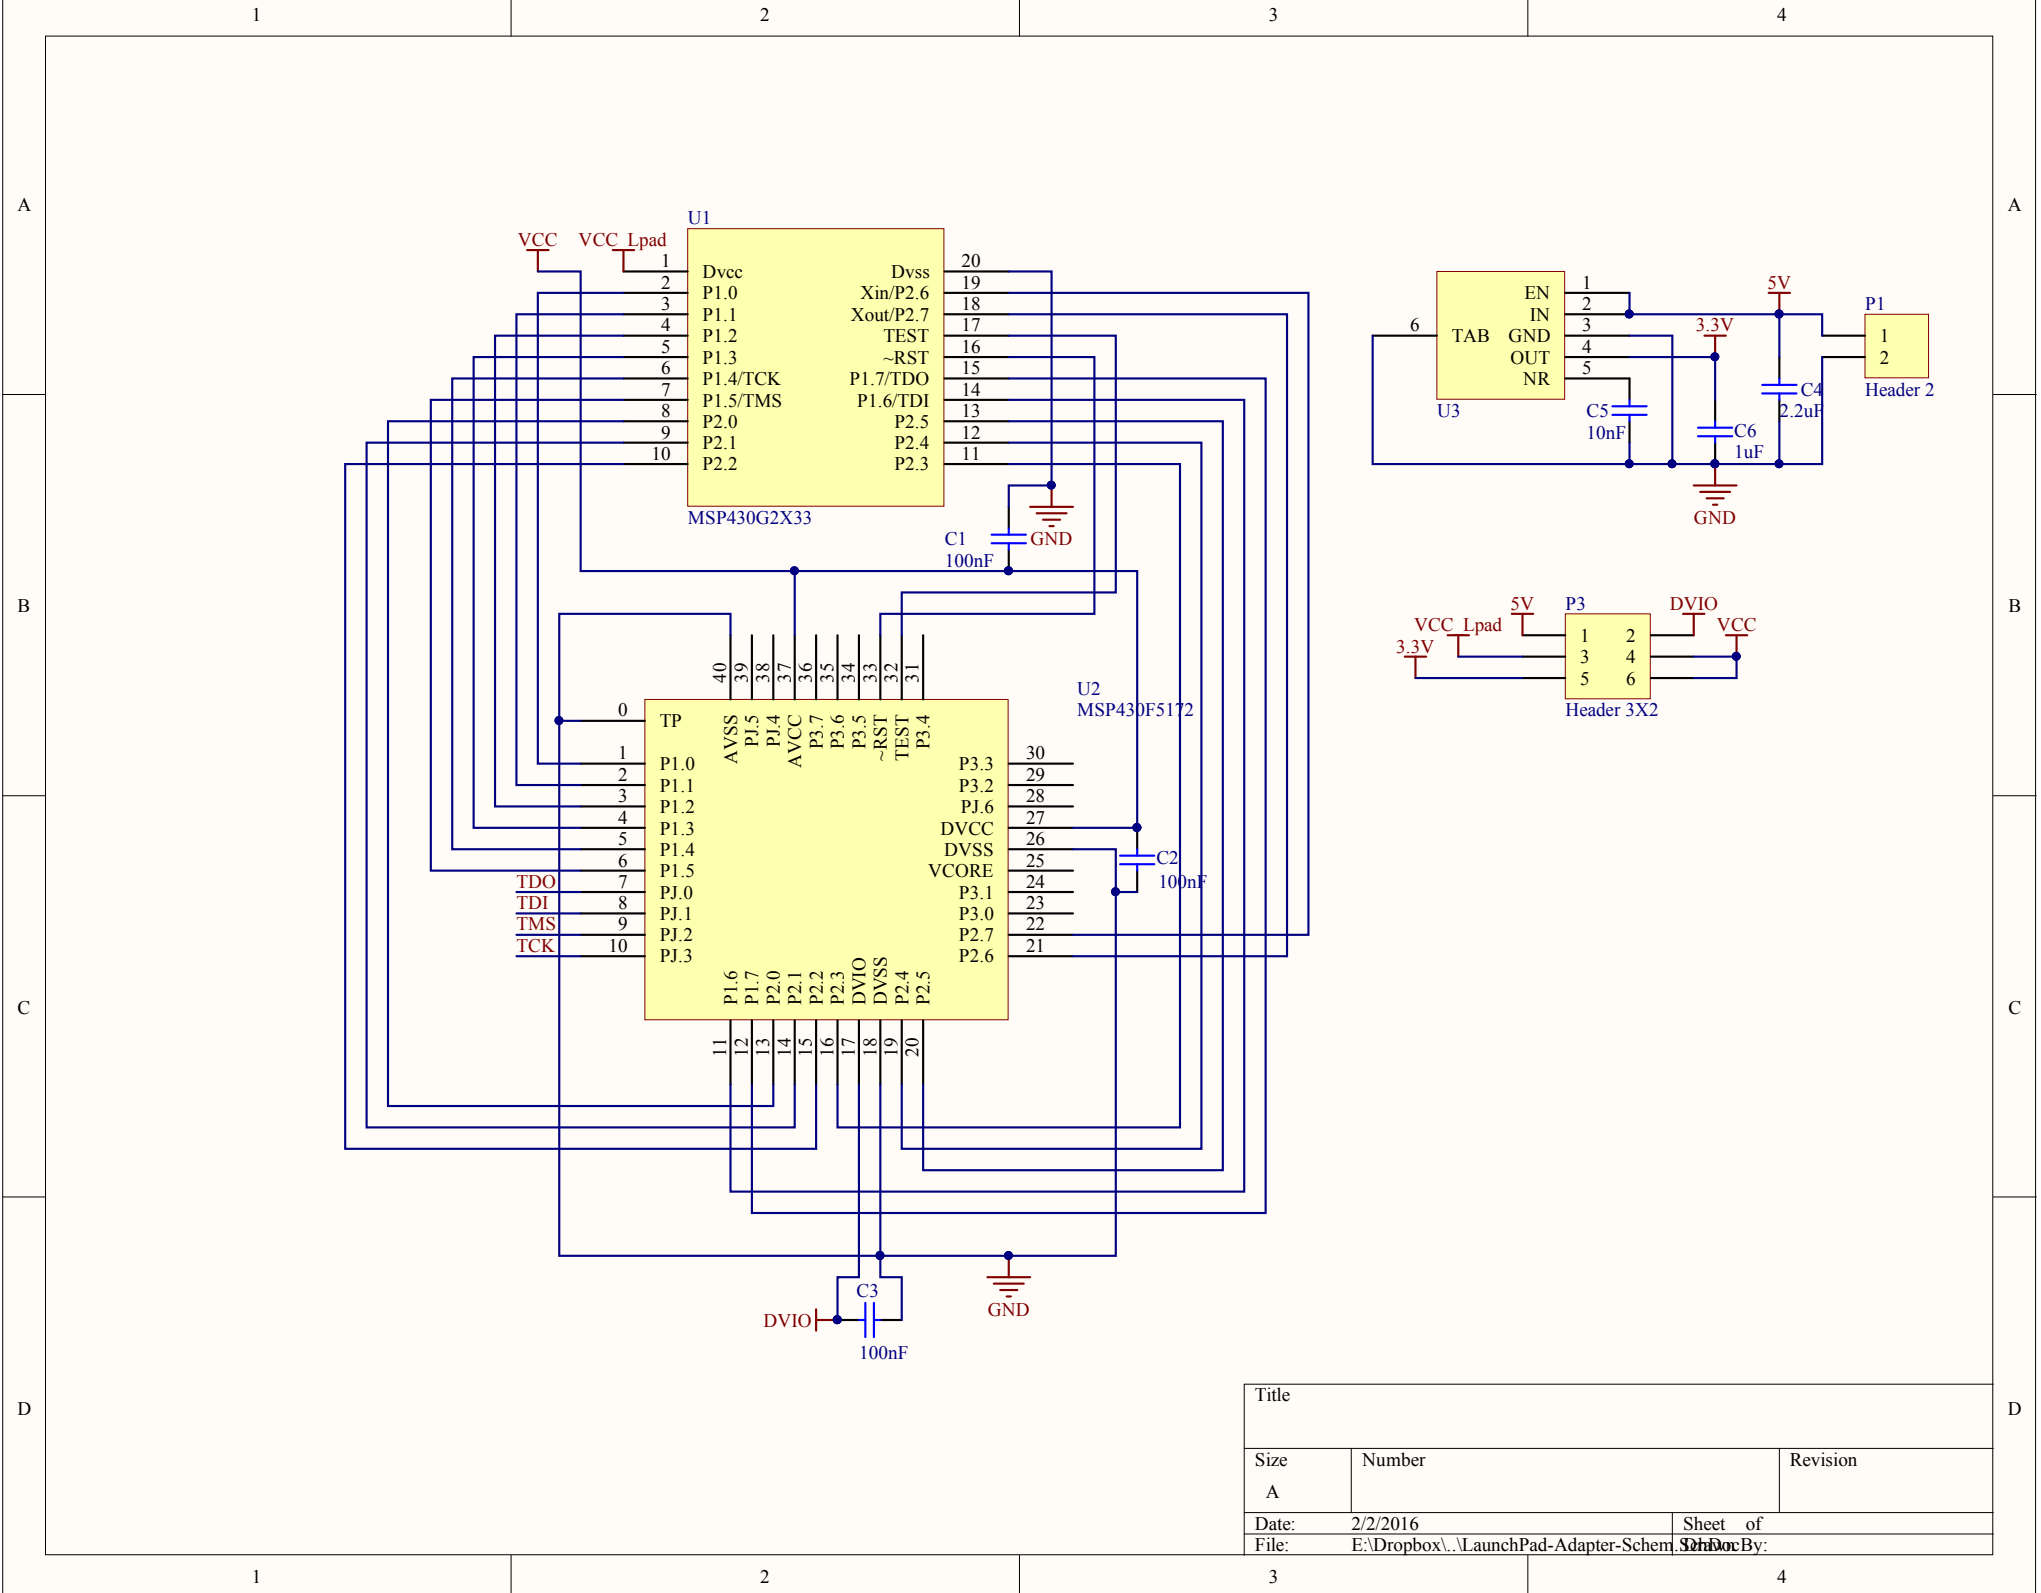 1 2 3 4
A A
B B
C C
D D
U1
VCC VCC_Lpad
1 Dvcc Dvss 20
2 P1.0 Xin/P2.6 19
3 P1.1 Xout/P2.7 18
4 P1.2 TEST 17
5 P1.3 ~RST 16
6 P1.4/TCK P1.7/TDO 15
7 P1.5/TMS P1.6/TDI 14
8 P2.0 P2.5 13
9 P2.1 P2.4 12
10 P2.2 P2.3 11
MSP430G2X33
C1
100nF
GND
6 TAB
EN 1
IN 2
GND 3
OUT 4
NR 5
U3
5V
3.3V
P1
1
2
Header 2
C4
2.2uF
C5
10nF
C6
1uF
GND
P3
5V DVIO
VCC_Lpad VCC
3.3V
1 2
3 4
5 6
Header 3X2
U2
MSP430F5172
40 39 38 37 36 35 34 33 32 31
AVSS PJ.5 PJ.4 AVCC P3.7 P3.6 P3.5 ~RST TEST P3.4
0 TP
1 P1.0 P3.3 30
2 P1.1 P3.2 29
3 P1.2 PJ.6 28
4 P1.3 DVCC 27
5 P1.4 DVSS 26
6 P1.5 VCORE 25
TDO 7 PJ.0 P3.1 24
TDI 8 PJ.1 P3.0 23
TMS 9 PJ.2 P2.7 22
TCK 10 PJ.3 P2.6 21
P1.6 P1.7 P2.0 P2.1 P2.2 P2.3 DVIO DVSS P2.4 P2.5
11 12 13 14 15 16 17 18 19 20
C2
100nF
C3
DVIO
100nF
GND
Title
Size Number Revision
A
Date: 2/2/2016 Sheet of
File: E:\Dropbox\..\LaunchPad-Adapter-Schem.SchDoc Drawn By:
1 2 3 4